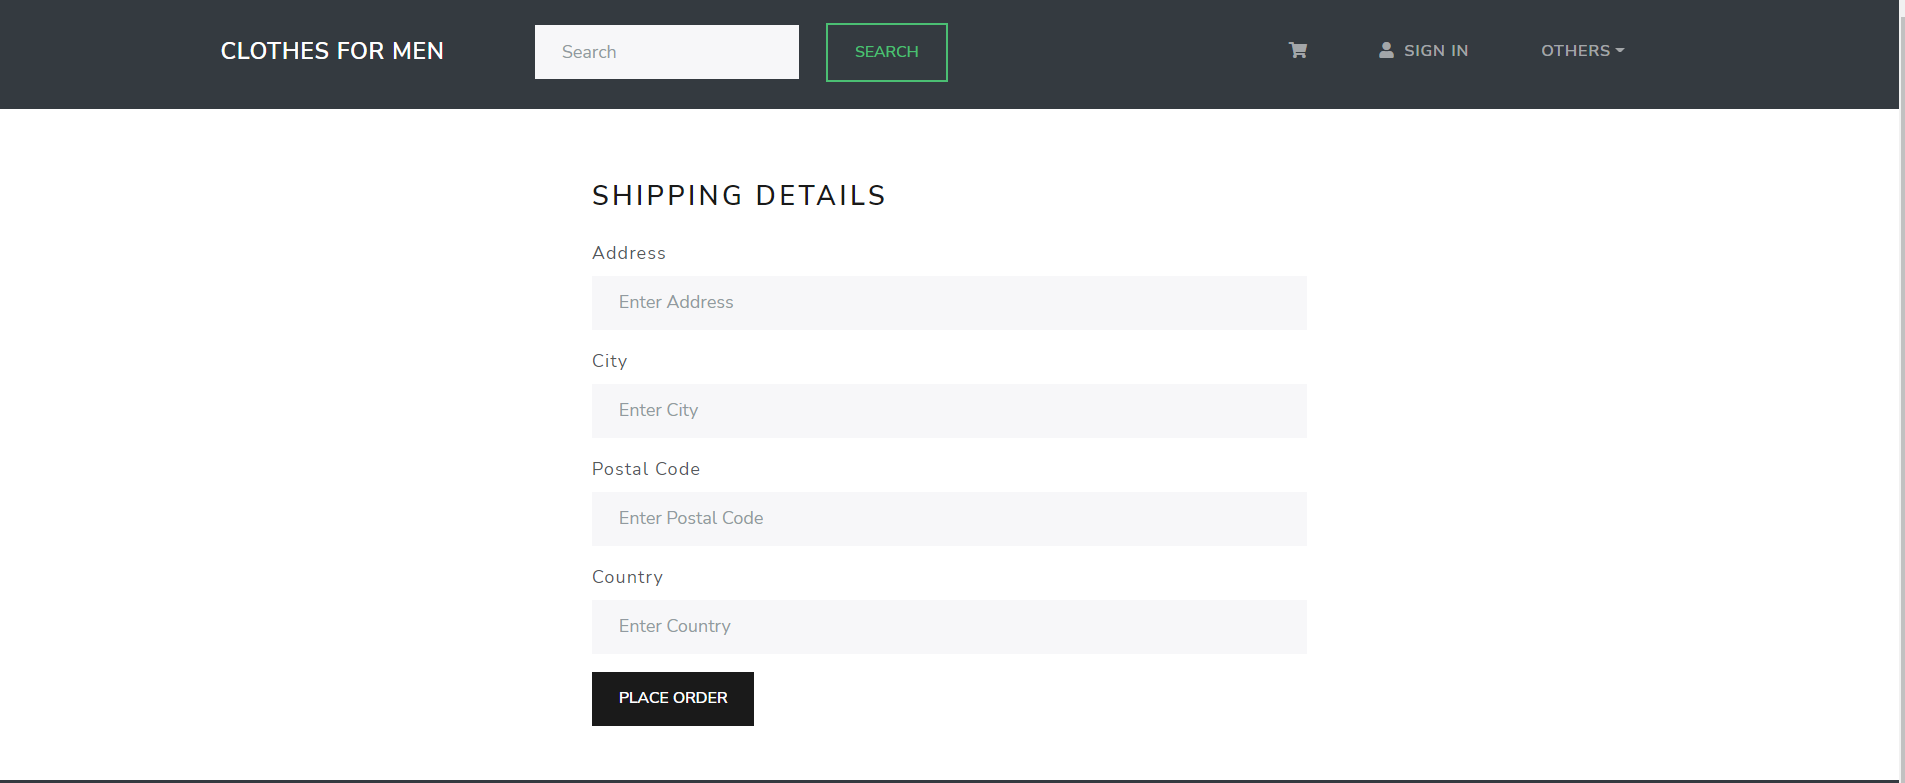 CLOTHES FOR MEN
Search
SEARCH
SIGN IN
OTHERS
SHIPPING DETAILS
Address
Enter Address
City
Enter City
Postal Code
Enter Postal Code
Country
Enter Country
PLACE ORDER